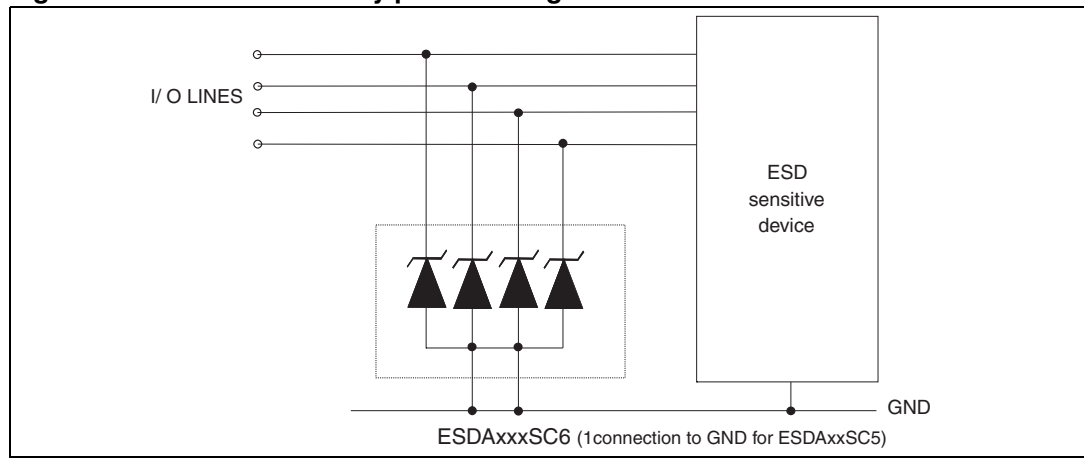 I/ O LINES
ESD
sensitive
device
GND
ESDAxxxSC6 (1connection to GND for ESDAxxSC5)